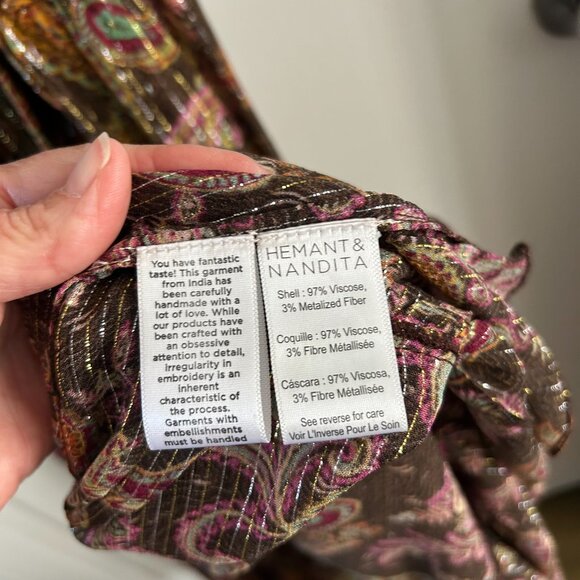 You have fantastic
taste! This garment
from India has
been carefully
handmade with a
lot of love. While
our products have
been crafted with
an obsessive
attention to detail,
irregularity in
embroidery is an
inherent
characteristic of
the process.
Garments with
embellishments
must be handled
HEMANT &
NANDITA
Shell : 97% Viscose,
3% Metalized Fiber
Coquille : 97% Viscose,
3% Fibre Métallisée
Cáscara : 97% Viscosa,
3% Fibre Metallisée
See reverse for care
Voir L'Inverse Pour Le Soin